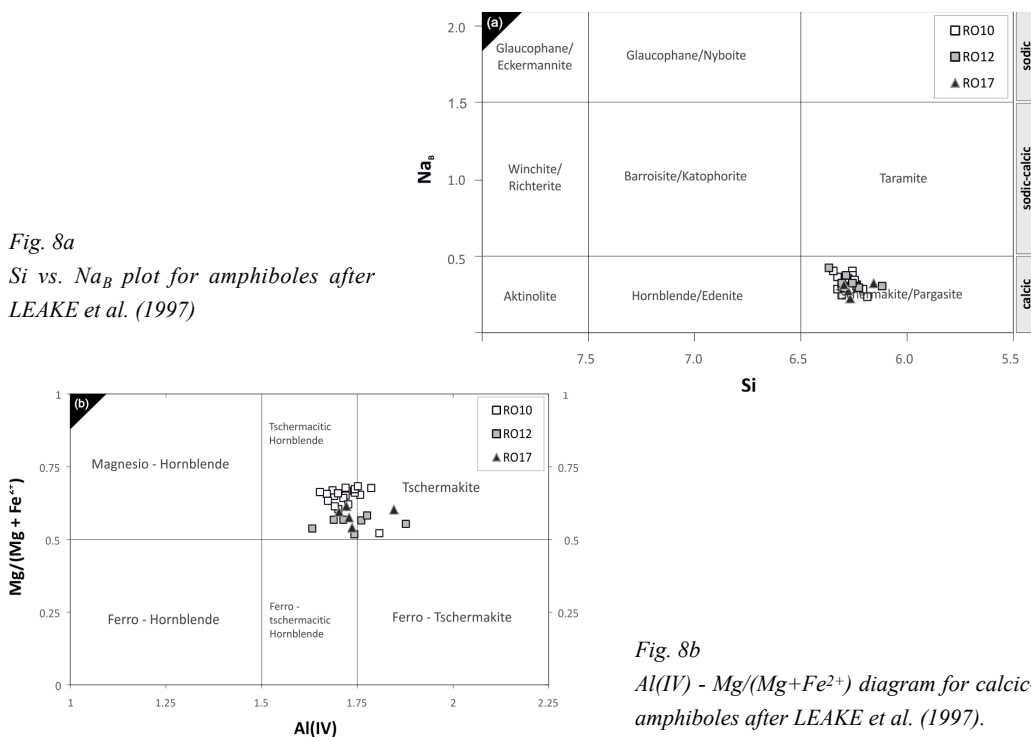 (a)
2.0
1.5
1.0
0.5
Na_B
Glaucophane/
Eckermannite
Glaucophane/Nyboite
RO10
RO12
RO17
sodic
Winchite/
Richterite
Barroisite/Katophorite
Taramite
sodic-calcic
Aktinolite
Hornblende/Edenite
calcic
7.5
7.0
6.5
6.0
5.5
Si
Fig. 8a
Si vs. Na_B plot for amphiboles after
LEAKE et al. (1997)
(b)
1
0.75
0.5
0.25
0
Mg/(Mg + Fe²⁺)
Magnesio - Hornblende
Tschermacitic
Hornblende
Tschermakite
RO10
RO12
RO17
Ferro - Hornblende
Ferro -
tschermacitic
Hornblende
Ferro - Tschermakite
1
0.75
0.5
0.25
0
1
1.25
1.5
1.75
2
2.25
Al(IV)
Fig. 8b
Al(IV) - Mg/(Mg+Fe²⁺) diagram for calcic-
amphiboles after LEAKE et al. (1997).